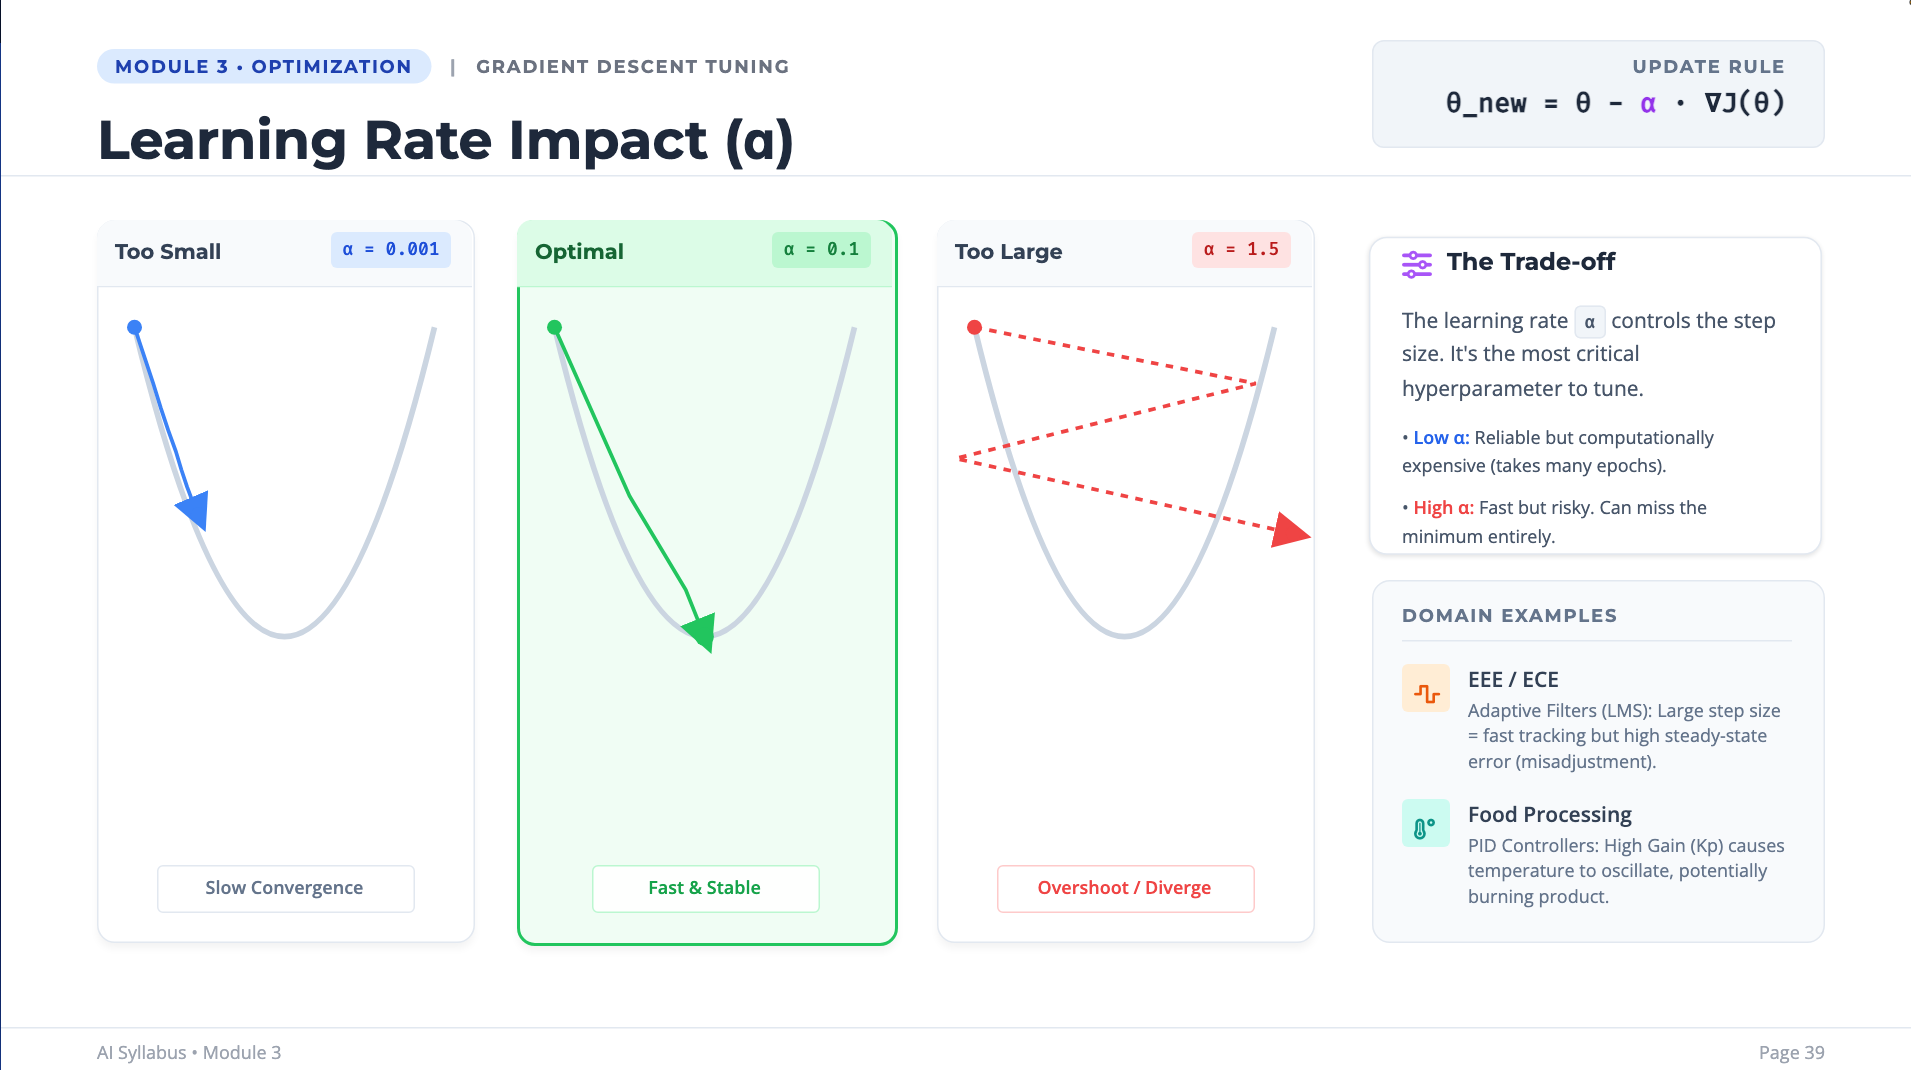 MODULE 3 • OPTIMIZATION | GRADIENT DESCENT TUNING
Learning Rate Impact (α)
UPDATE RULE
θ_new = θ − α · ∇J(θ)
Too Small α = 0.001
Slow Convergence
Optimal α = 0.1
Fast & Stable
Too Large α = 1.5
Overshoot / Diverge
The Trade-off
The learning rate α controls the step
size. It's the most critical
hyperparameter to tune.
• Low α: Reliable but computationally
expensive (takes many epochs).
• High α: Fast but risky. Can miss the
minimum entirely.
DOMAIN EXAMPLES
EEE / ECE
Adaptive Filters (LMS): Large step size
= fast tracking but high steady-state
error (misadjustment).
Food Processing
PID Controllers: High Gain (Kp) causes
temperature to oscillate, potentially
burning product.
AI Syllabus • Module 3
Page 39